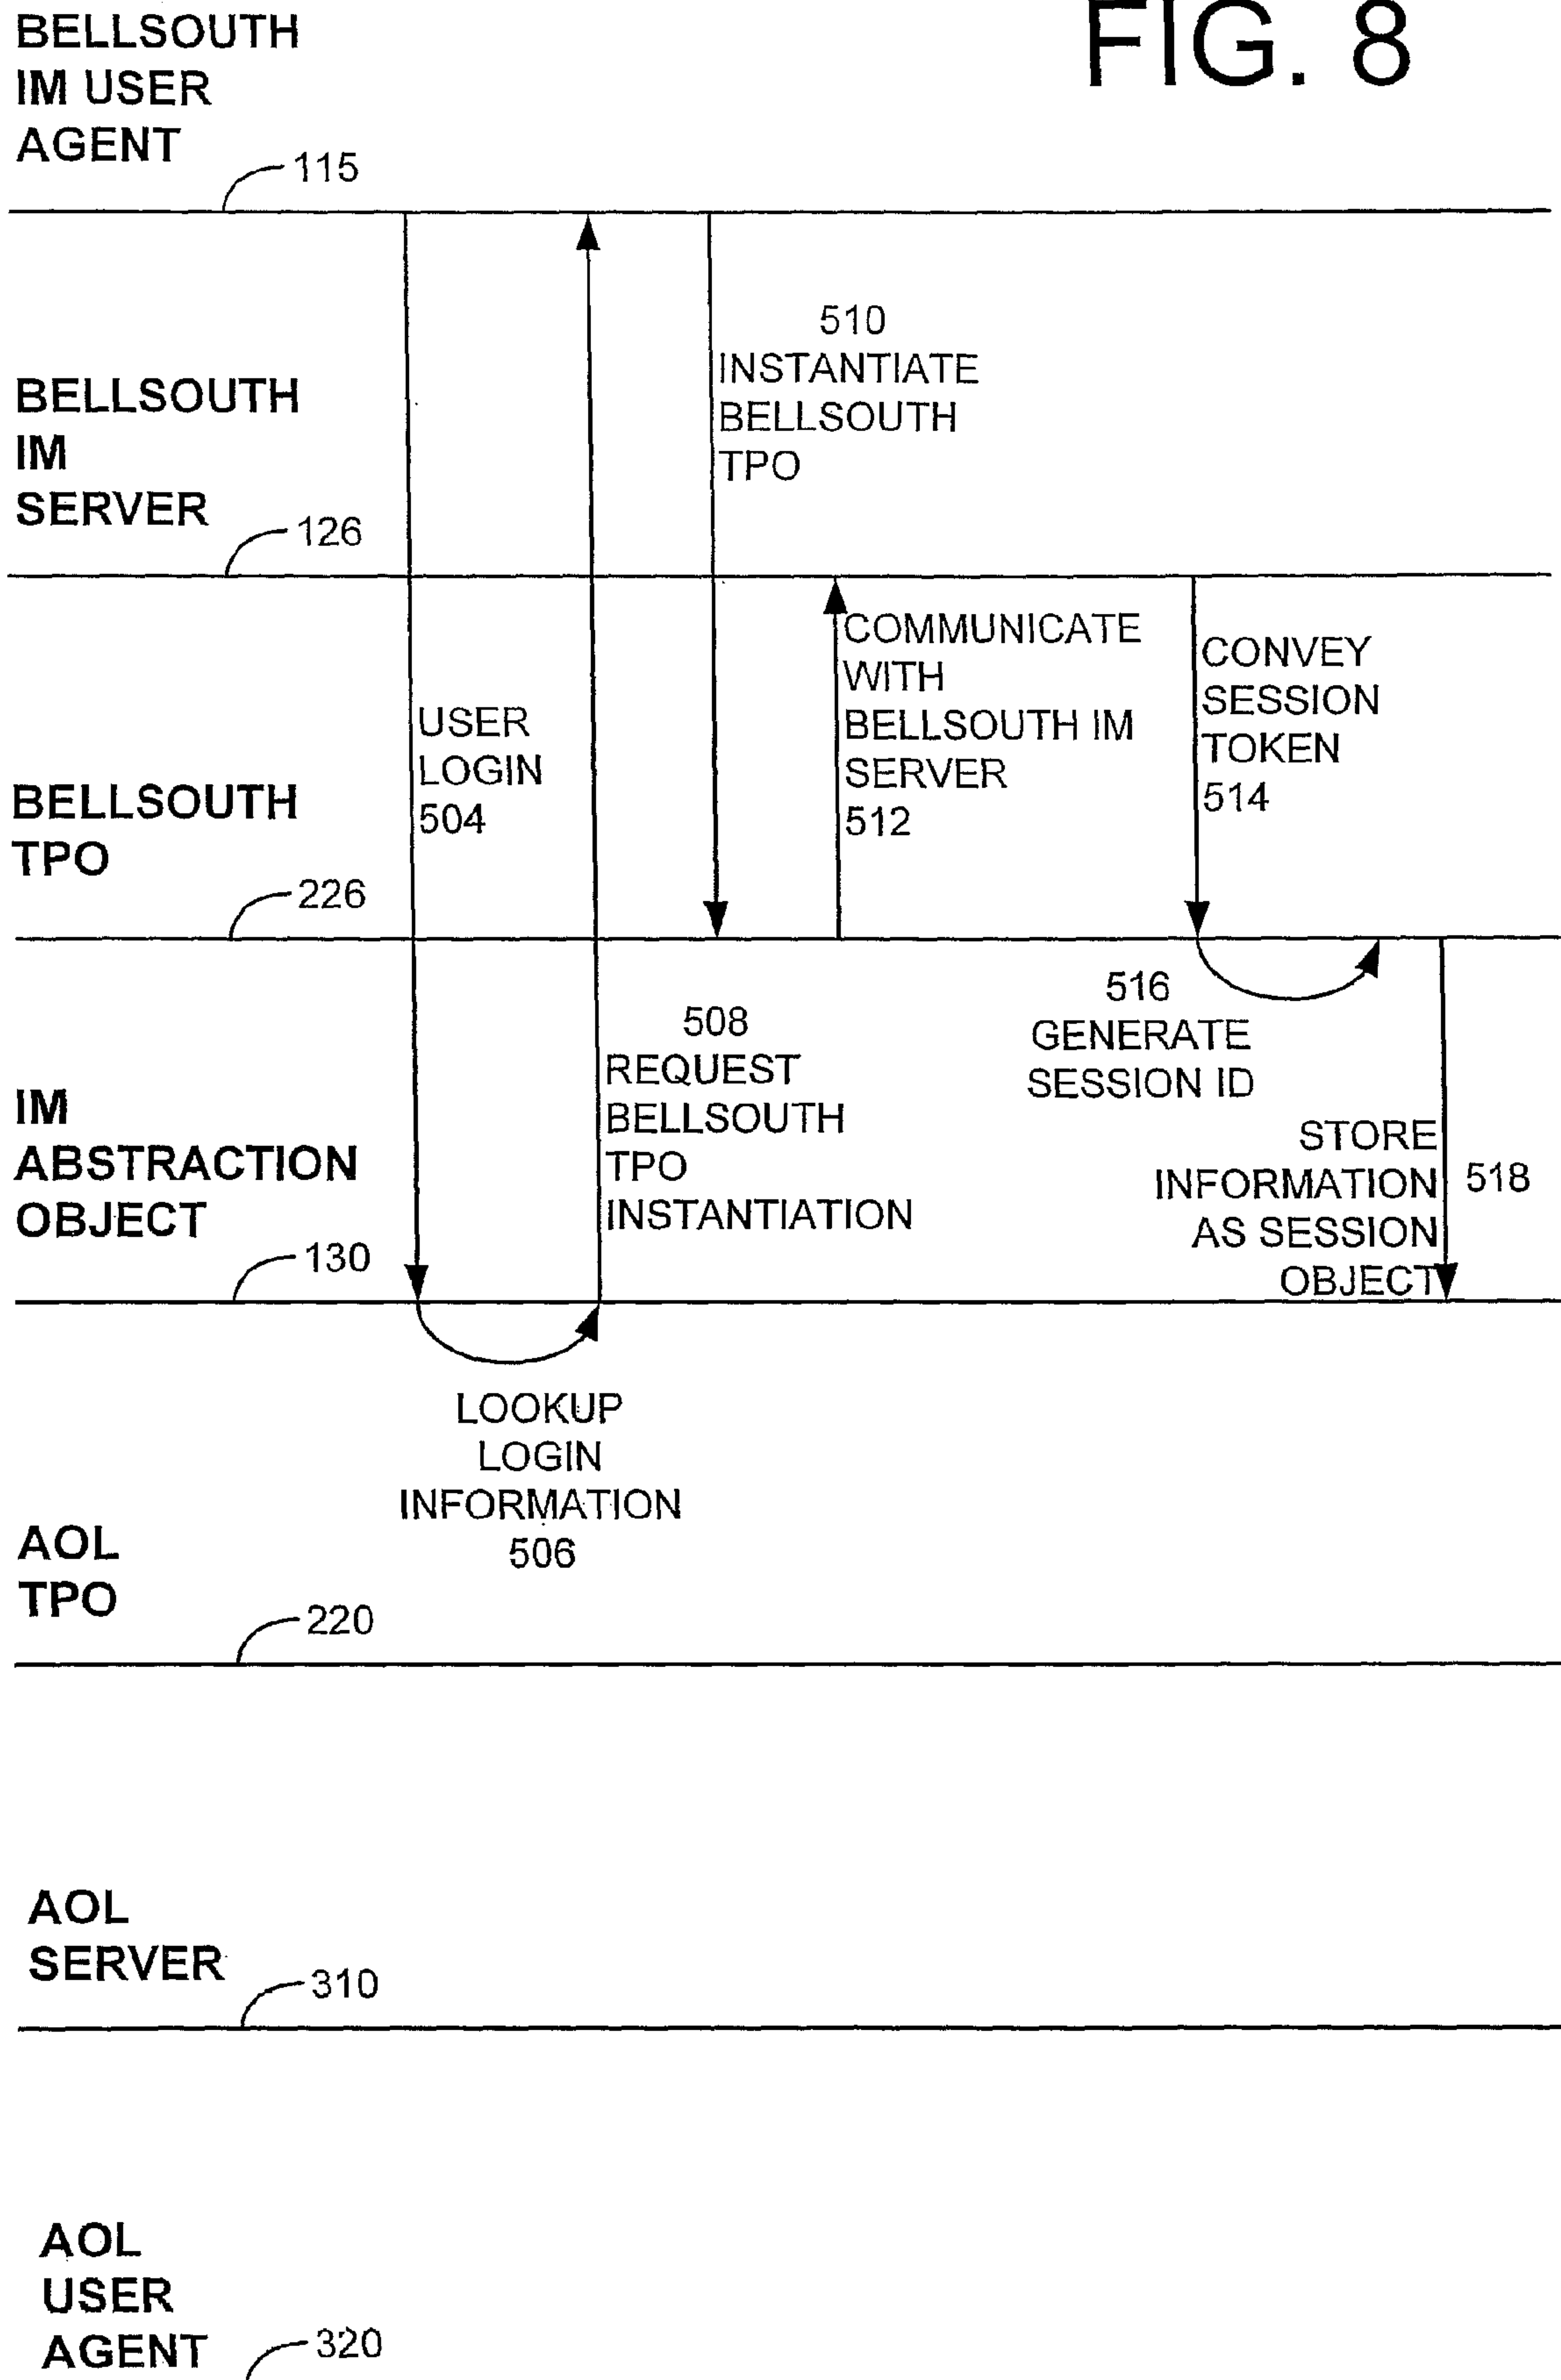 FIG. 8
BELLSOUTH
IM USER
AGENT
115
510
INSTANTIATE
BELLSOUTH
TPO
BELLSOUTH
IM
SERVER
126
COMMUNICATE
WITH
BELLSOUTH IM
SERVER
512
CONVEY
SESSION
TOKEN
514
USER
LOGIN
504
BELLSOUTH
TPO
226
508
REQUEST
BELLSOUTH
TPO
INSTANTIATION
516
GENERATE
SESSION ID
STORE
INFORMATION
AS SESSION
OBJECT
518
IM
ABSTRACTION
OBJECT
130
LOOKUP
LOGIN
INFORMATION
506
AOL
TPO
220
AOL
SERVER
310
AOL
USER
AGENT
320